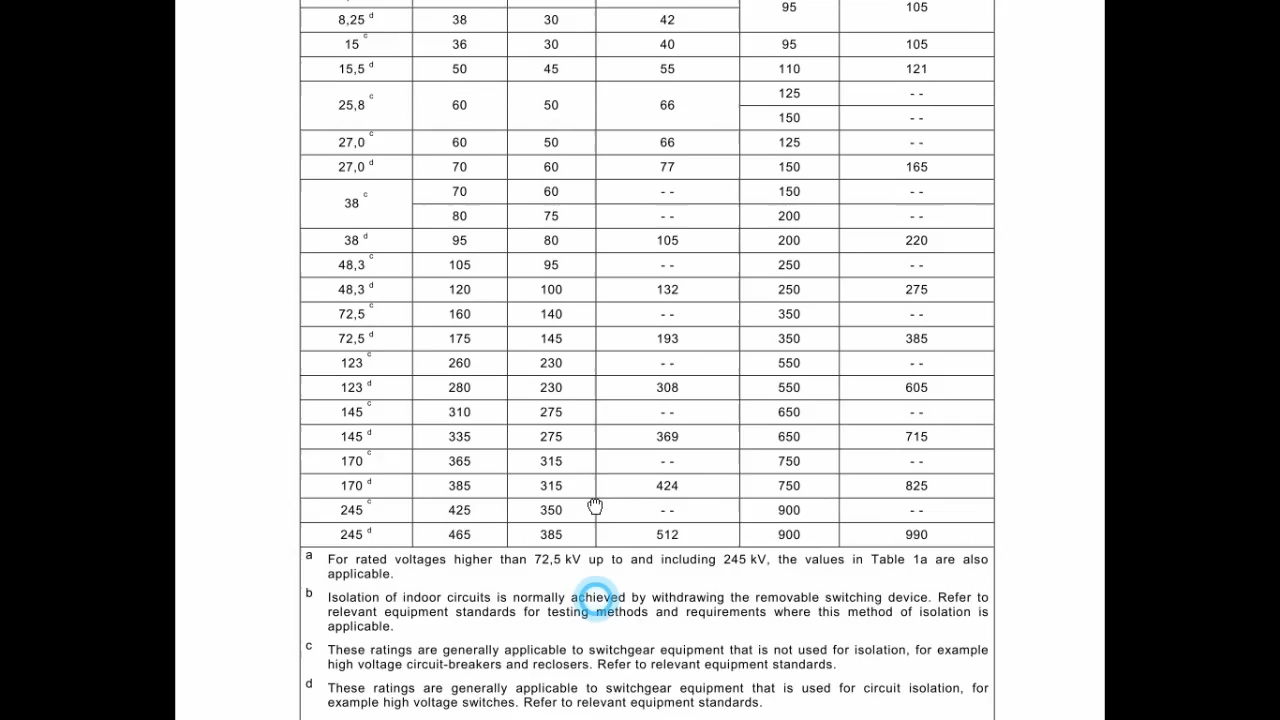 95 105
8,25 d 38 30 42
15 c 36 30 40 95 105
15,5 d 50 45 55 110 121
25,8 c 60 50 66 125 - -
150 - -
27,0 c 60 50 66 125 - -
27,0 d 70 60 77 150 165
38 c 70 60 - - 150 - -
80 75 - - 200 - -
38 d 95 80 105 200 220
48,3 c 105 95 - - 250 - -
48,3 d 120 100 132 250 275
72,5 c 160 140 - - 350 - -
72,5 d 175 145 193 350 385
123 c 260 230 - - 550 - -
123 d 280 230 308 550 605
145 c 310 275 - - 650 - -
145 d 335 275 369 650 715
170 c 365 315 - - 750 - -
170 d 385 315 424 750 825
245 c 425 350 - - 900 - -
245 d 465 385 512 900 990
a For rated voltages higher than 72,5 kV up to and including 245 kV, the values in Table 1a are also
applicable.
b Isolation of indoor circuits is normally achieved by withdrawing the removable switching device. Refer to
relevant equipment standards for testing methods and requirements where this method of isolation is
applicable.
c These ratings are generally applicable to switchgear equipment that is not used for isolation, for example
high voltage circuit-breakers and reclosers. Refer to relevant equipment standards.
d These ratings are generally applicable to switchgear equipment that is used for circuit isolation, for
example high voltage switches. Refer to relevant equipment standards.